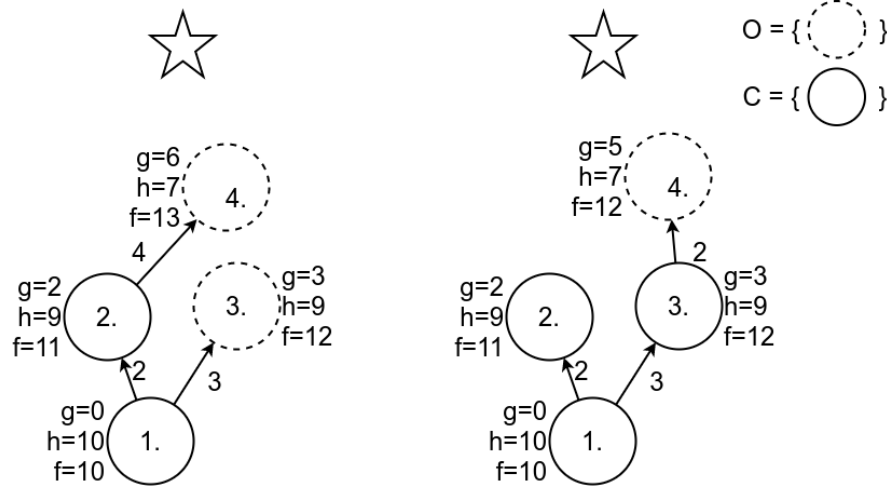 O = { }
C = { }
g=6
h=7
f=13
4.
4
g=2
h=9
f=11
2.
g=3
h=9
f=12
3.
2
3
g=0
h=10
f=10
1.
g=5
h=7
f=12
4.
2
g=2
h=9
f=11
2.
g=3
h=9
f=12
3.
2
3
g=0
h=10
f=10
1.